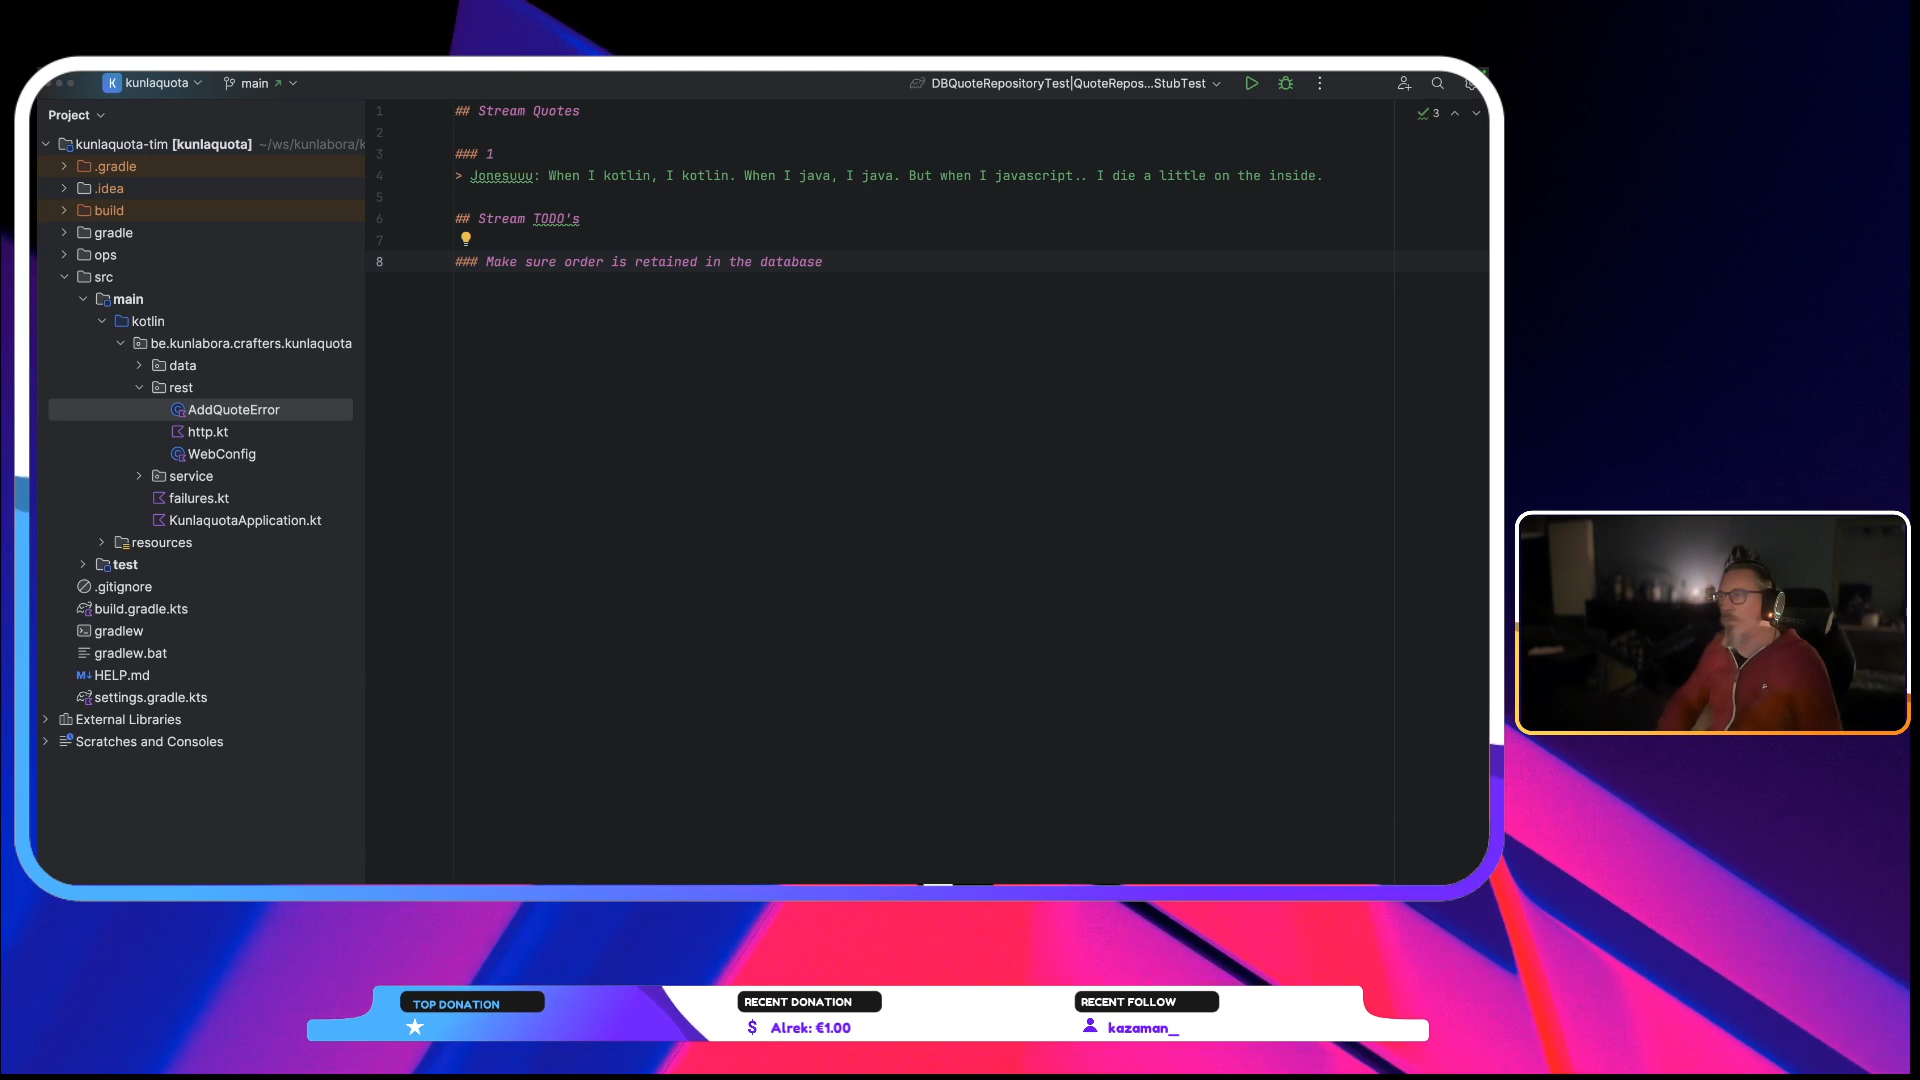 K kunlaquota main DBQuoteRepositoryTest|QuoteRepos...StubTest
Project
kunlaquota-tim [kunlaquota] ~/ws/kunlabora/k
.gradle
.idea
build
gradle
ops
src
main
kotlin
be.kunlabora.crafters.kunlaquota
data
rest
AddQuoteError
http.kt
WebConfig
service
failures.kt
KunlaquotaApplication.kt
resources
test
.gitignore
build.gradle.kts
gradlew
gradlew.bat
M↓ HELP.md
settings.gradle.kts
External Libraries
Scratches and Consoles
1 ## Stream Quotes
2
3 ### 1
4 > Jonesuuu: When I kotlin, I kotlin. When I java, I java. But when I javascript.. I die a little on the inside.
5
6 ## Stream TODO's
7
8 ### Make sure order is retained in the database
3
TOP DONATION
RECENT DONATION
$ Alrek: €1.00
RECENT FOLLOW
kazaman_